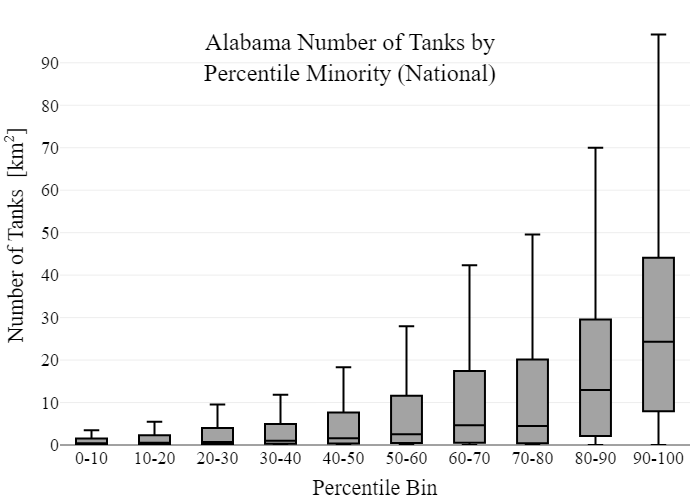 Alabama Number of Tanks by
Percentile Minority (National)
Number of Tanks [km²]
90
80
70
60
50
40
30
20
10
0
0-10 10-20 20-30 30-40 40-50 50-60 60-70 70-80 80-90 90-100
Percentile Bin